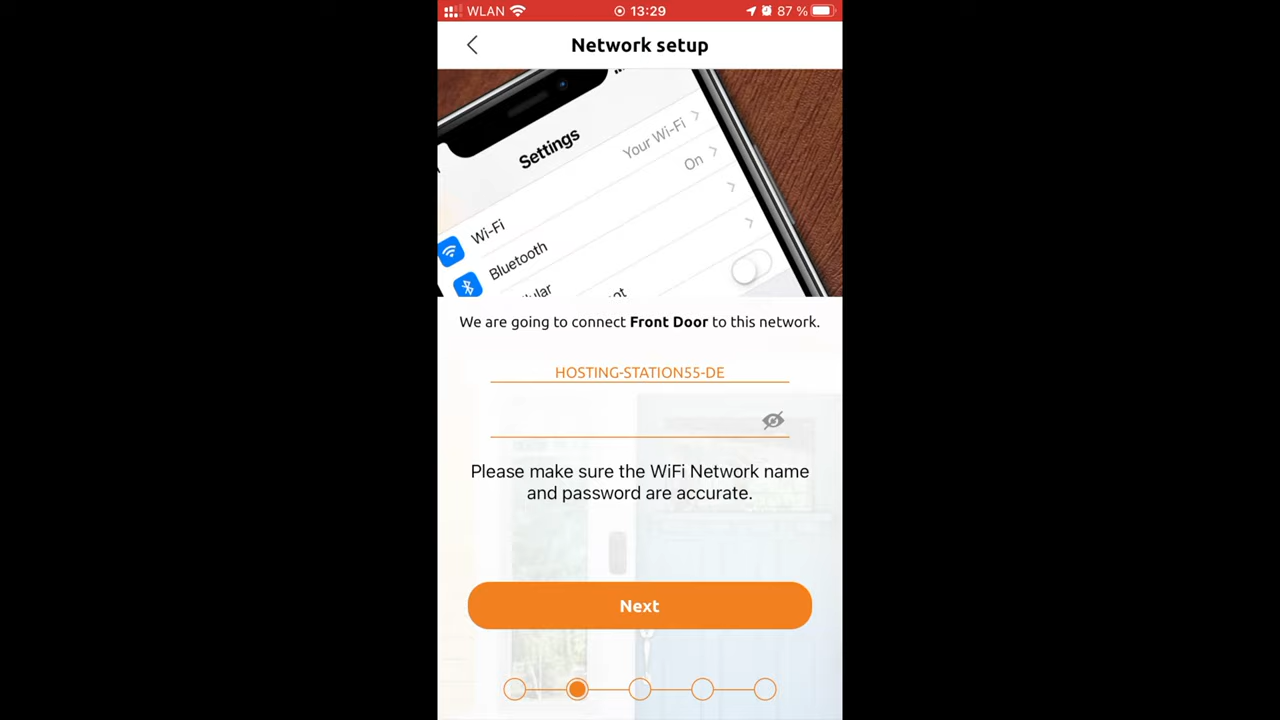 WLAN 13:29 87 %
Network setup
Settings
Your Wi-Fi
On
Wi-Fi
Bluetooth
We are going to connect Front Door to this network.
HOSTING-STATION55-DE
Please make sure the WiFi Network name
and password are accurate.
Next